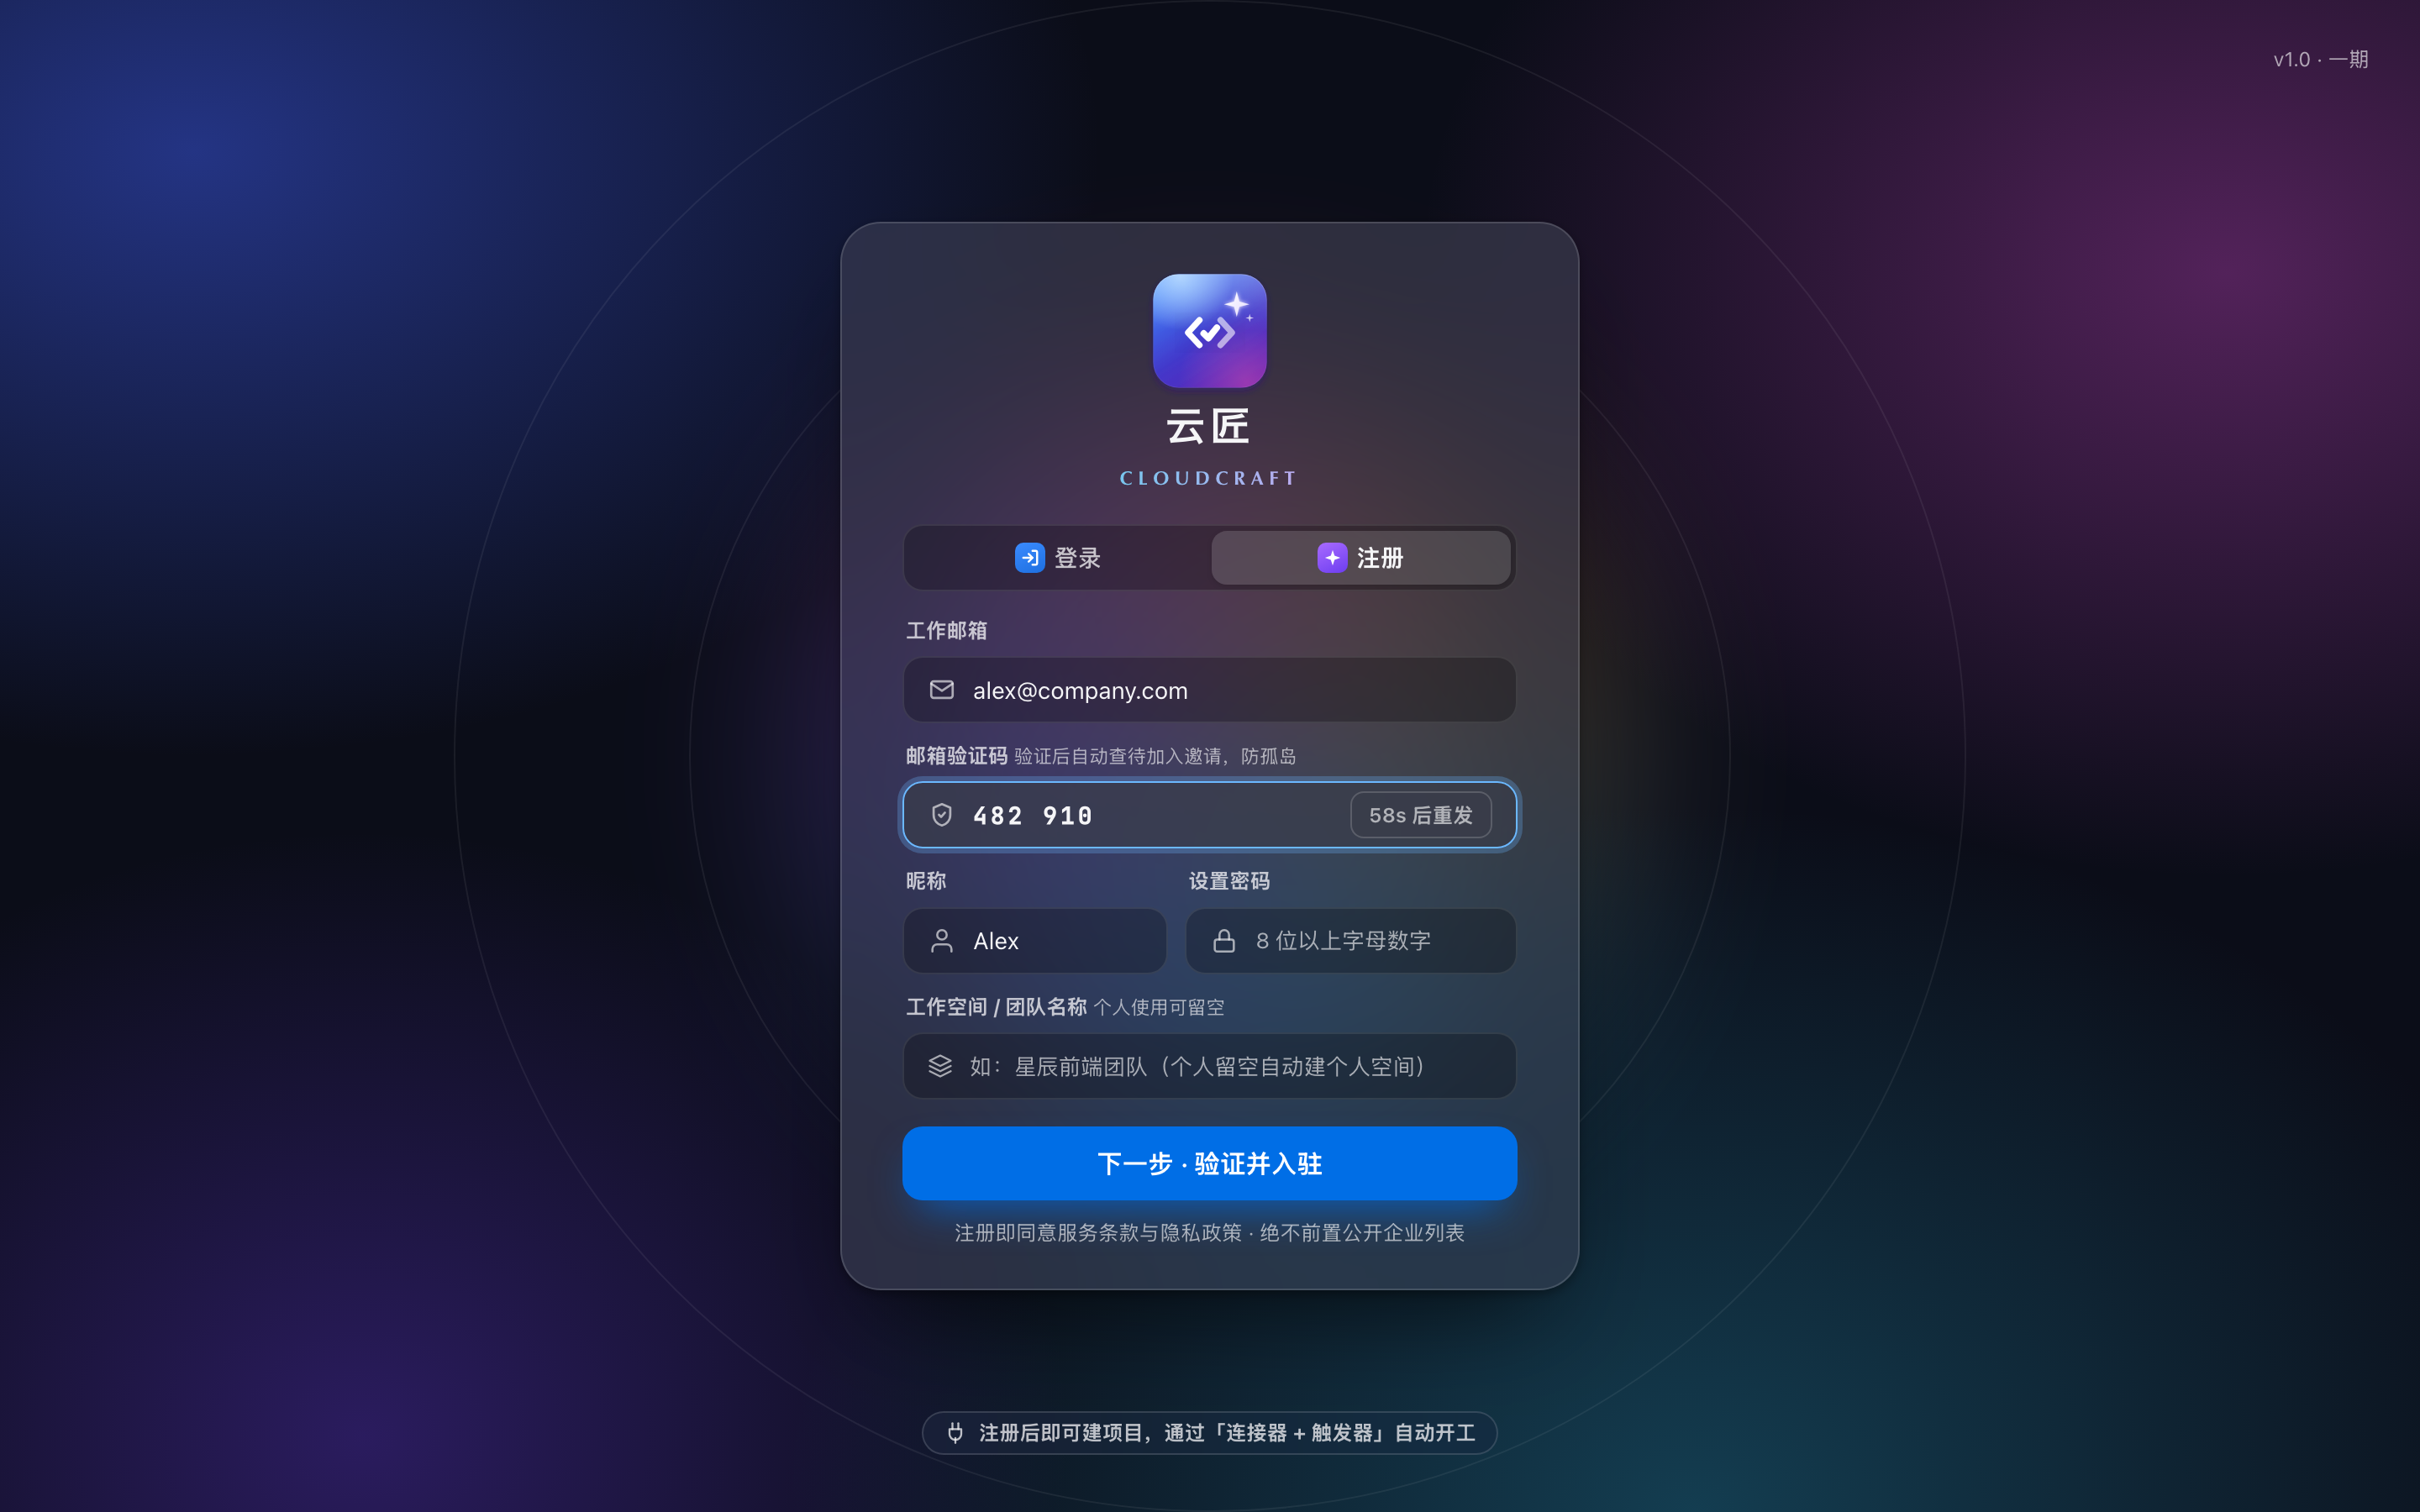 v1.0 · 一期
云匠
CLOUDCRAFT
登录 注册
工作邮箱
alex@company.com
邮箱验证码 验证后自动查待加入邀请，防孤岛
482 910 58s 后重发
昵称 设置密码
Alex 8 位以上字母数字
工作空间 / 团队名称 个人使用可留空
如：星辰前端团队（个人留空自动建个人空间）
下一步 · 验证并入驻
注册即同意服务条款与隐私政策 · 绝不前置公开企业列表
注册后即可建项目，通过「连接器 + 触发器」自动开工